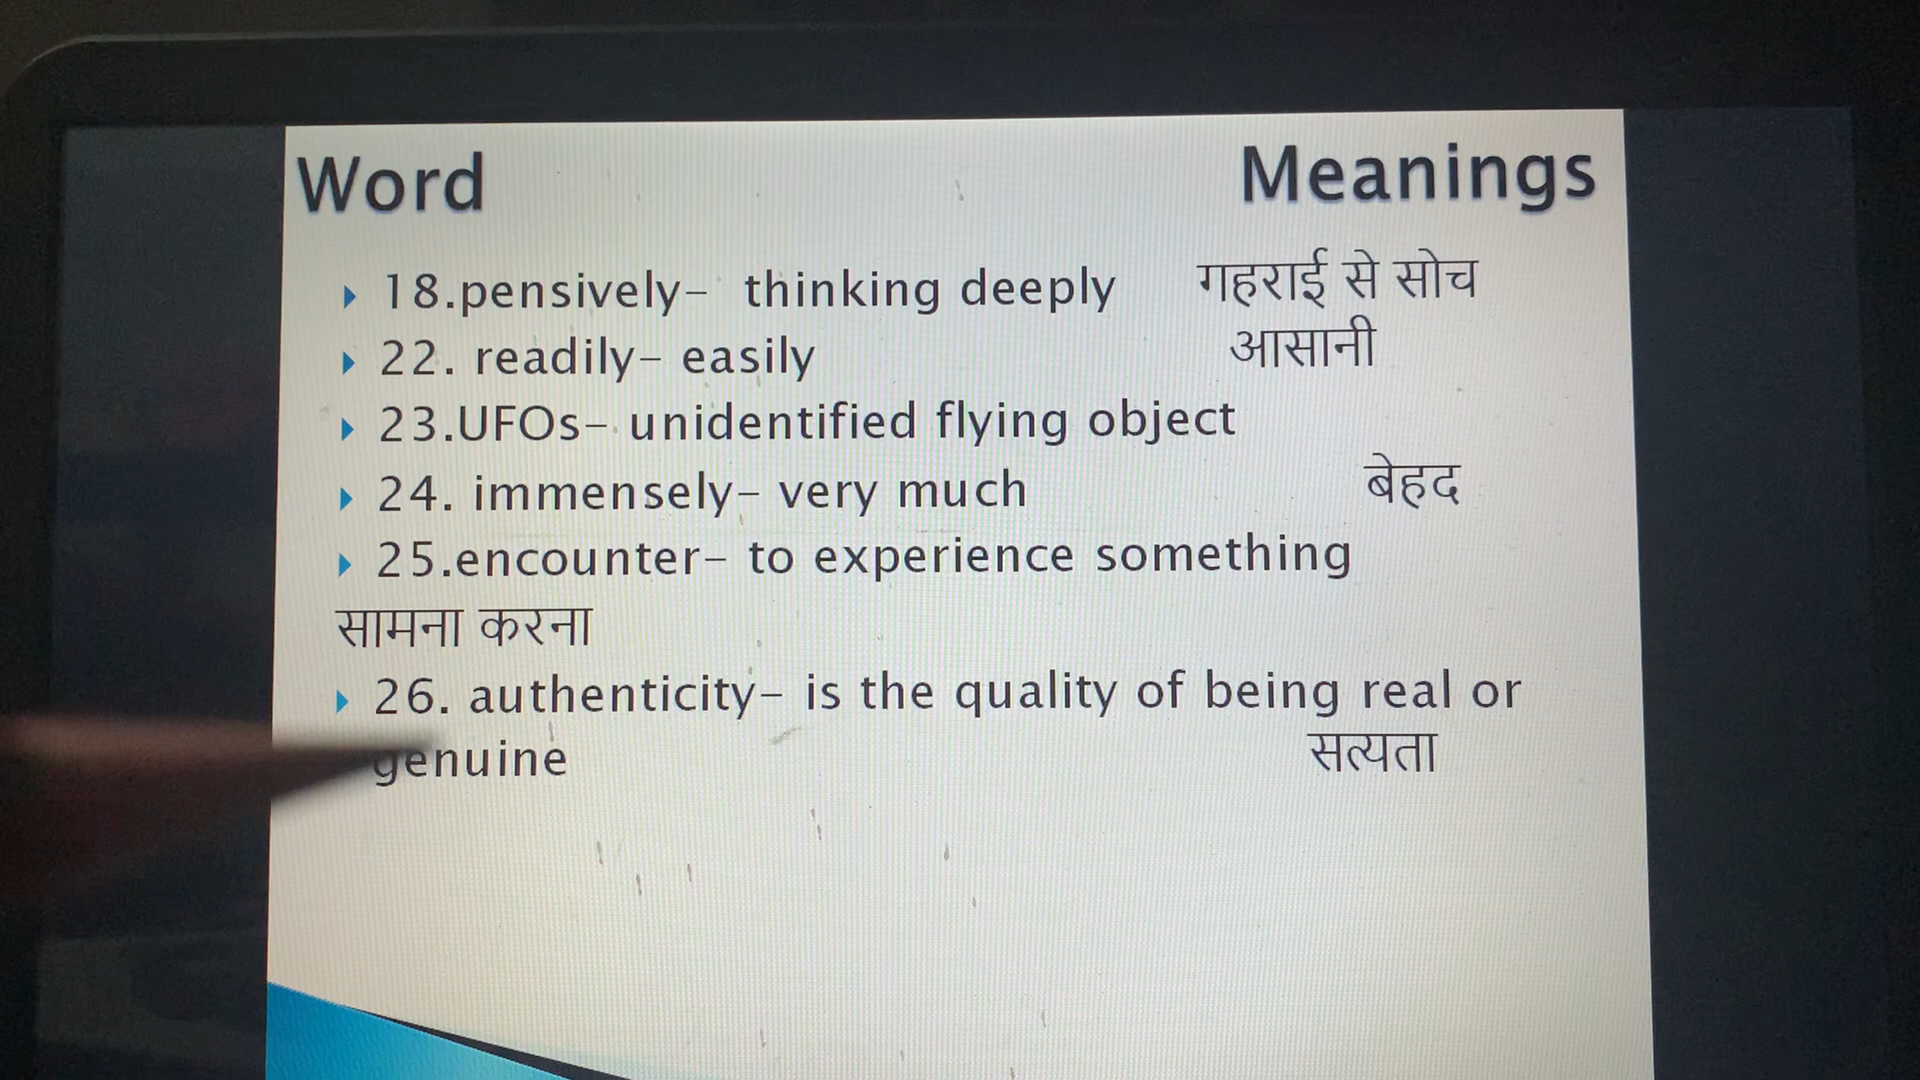 Word Meanings
18.pensively- thinking deeply गहराई से सोच
22. readily- easily आसानी
23.UFOs- unidentified flying object
24. immensely- very much बेहद
25.encounter- to experience something
सामना करना
26. authenticity- is the quality of being real or
genuine सत्यता